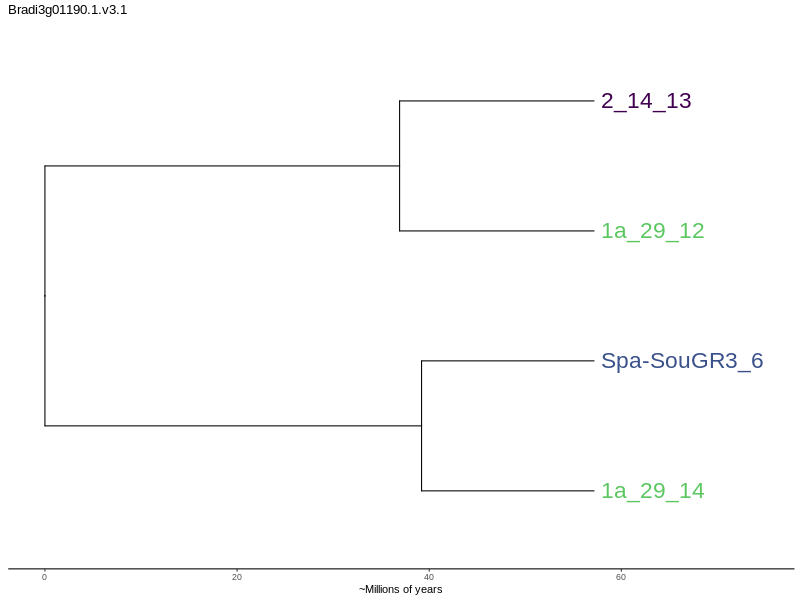 Bradi3g01190.1.v3.1
2_14_13
1a_29_12
Spa-SouGR3_6
1a_29_14
0 20 40 60
~Millions of years